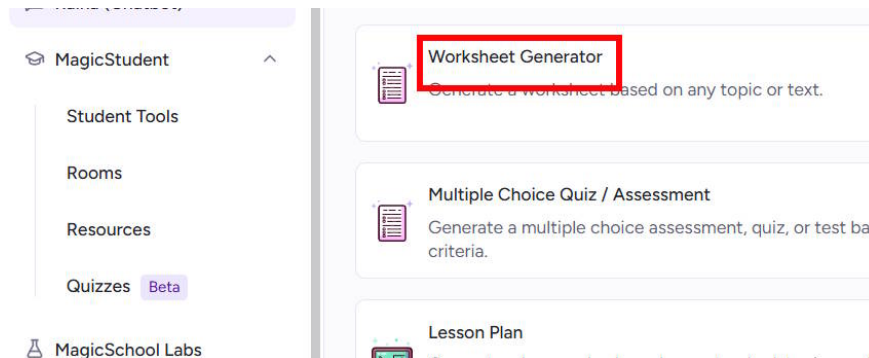 MagicStudent
Student Tools
Rooms
Resources
Quizzes Beta
MagicSchool Labs
Worksheet Generator
Generate a worksheet based on any topic or text.
Multiple Choice Quiz / Assessment
Generate a multiple choice assessment, quiz, or test ba
criteria.
Lesson Plan